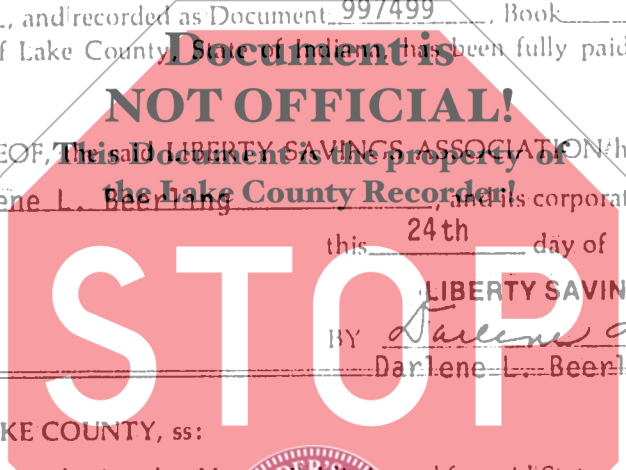 ., and recorded as Document 997499, Book
f Lake County, State of Indiana, has been fully paid
Document is
NOT OFFICIAL!
EOF, The said LIBERTY SAVINGS ASSOCIATION h
This Document is the property of
the Lake County Recorder!
ene L. Beerling, and its corporat
this 24th day of
STOP
LIBERTY SAVIN
BY Darlene
Darlene L. Beerl
KE COUNTY, ss: